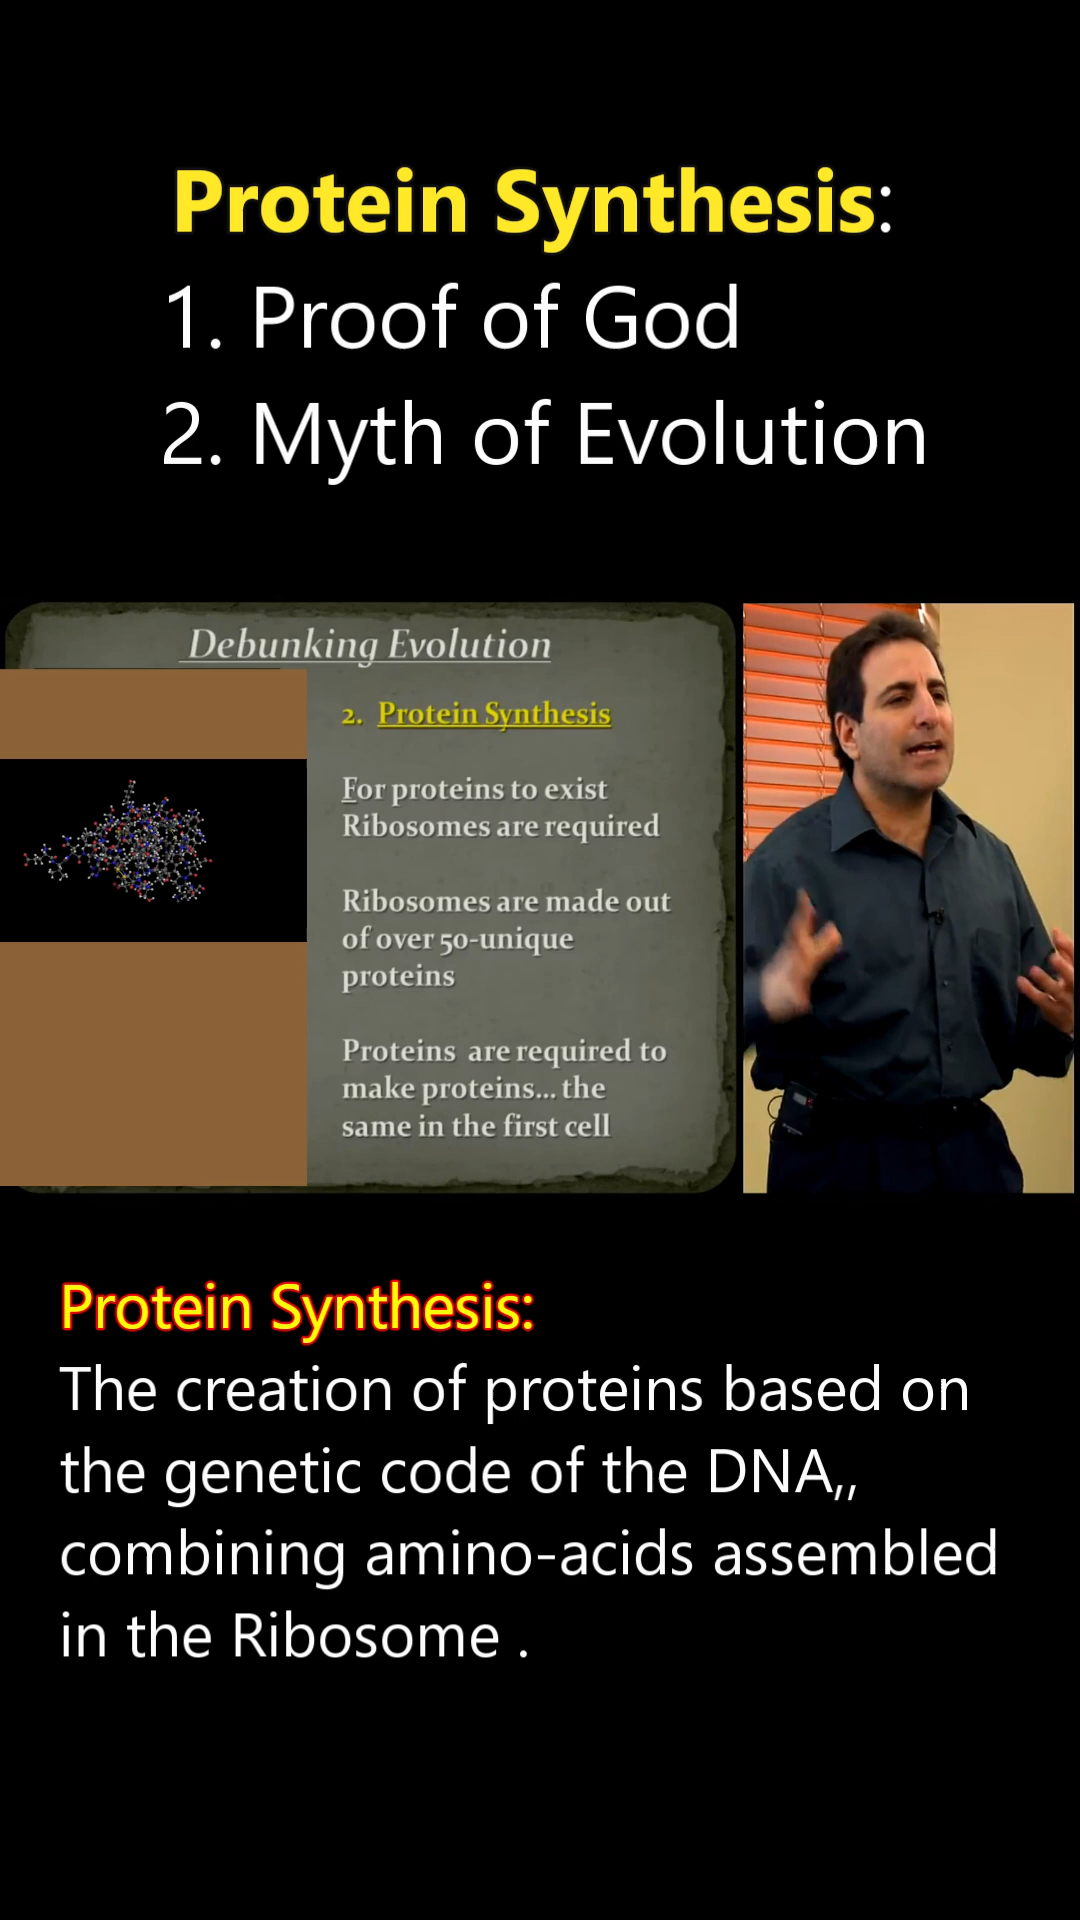 Protein Synthesis:
1. Proof of God
2. Myth of Evolution
Debunking Evolution
2. Protein Synthesis
For proteins to exist
Ribosomes are required
Ribosomes are made out
of over 50-unique
proteins
Proteins are required to
make proteins... the
same in the first cell
Protein Synthesis:
The creation of proteins based on
the genetic code of the DNA,,
combining amino-acids assembled
in the Ribosome .